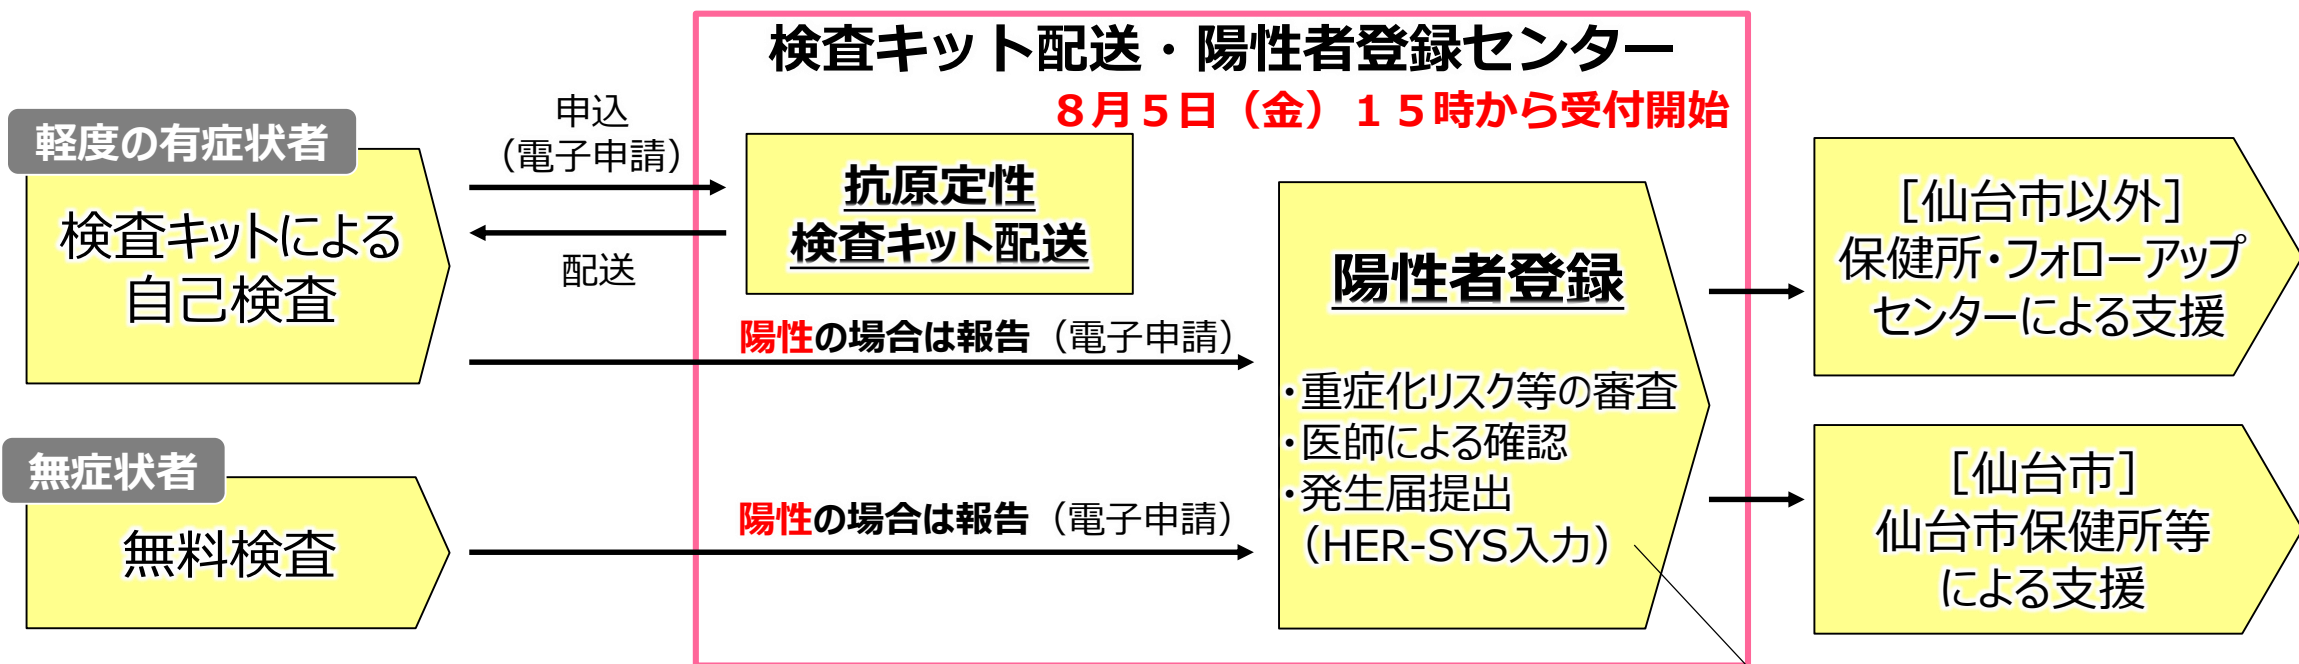 検査キット配送・陽性者登録センター
８月５日（金）１５時から受付開始
軽度の有症状者
検査キットによる
自己検査
申込
（電子申請）
配送
抗原定性
検査キット配送
陽性の場合は報告（電子申請）
無症状者
無料検査
陽性の場合は報告（電子申請）
陽性者登録
・重症化リスク等の審査
・医師による確認
・発生届提出
（HER-SYS入力）
［仙台市以外］
保健所・フォローアップ
センターによる支援
［仙台市］
仙台市保健所等
による支援